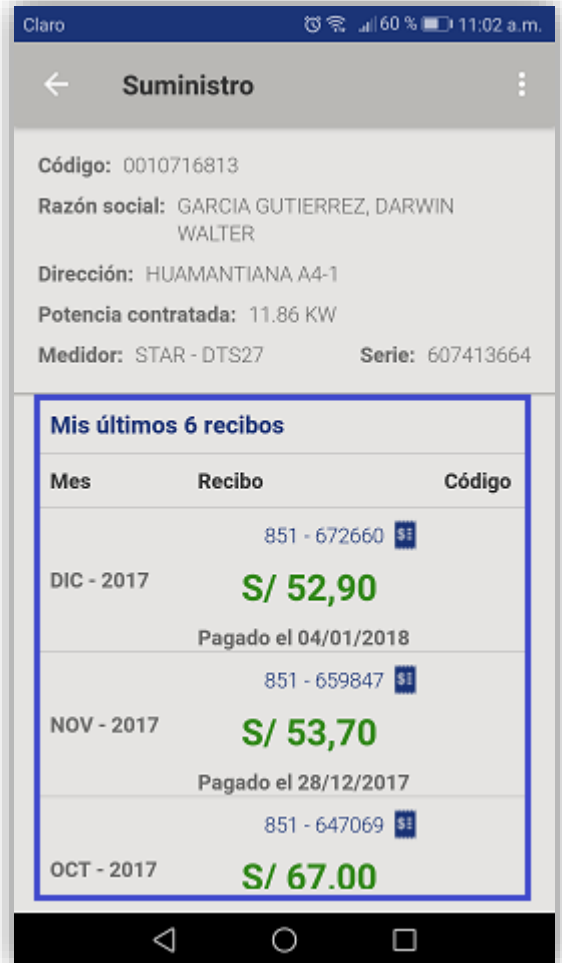 Claro 60 % 11:02 a.m.
Suministro
Código: 0010716813
Razón social: GARCIA GUTIERREZ, DARWIN
WALTER
Dirección: HUAMANTIANA A4-1
Potencia contratada: 11.86 KW
Medidor: STAR - DTS27 Serie: 607413664
Mis últimos 6 recibos
Mes Recibo Código
851 - 672660
DIC - 2017 S/ 52,90
Pagado el 04/01/2018
851 - 659847
NOV - 2017 S/ 53,70
Pagado el 28/12/2017
851 - 647069
OCT - 2017 S/ 67.00